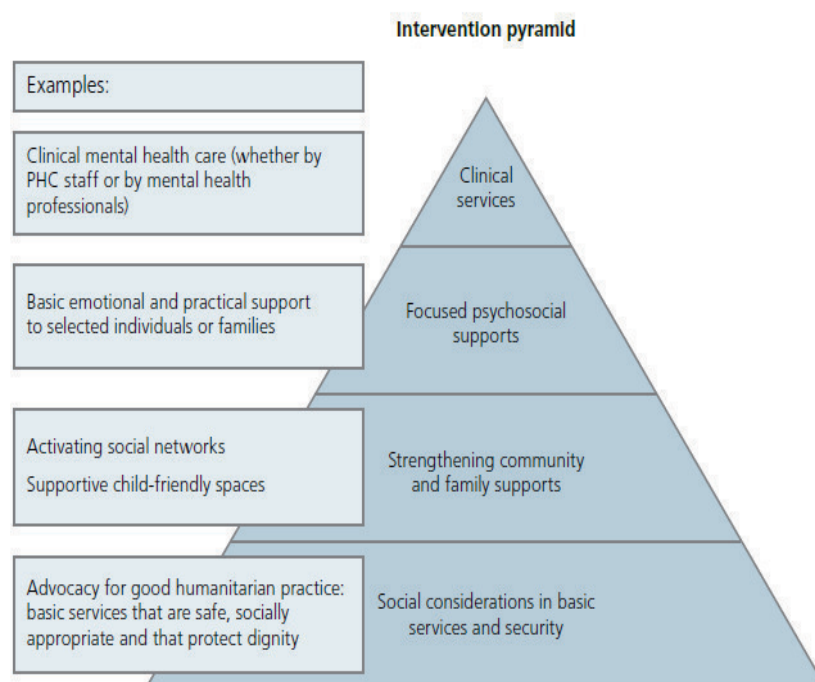 Intervention pyramid
Examples:
Clinical mental health care (whether by
PHC staff or by mental health
professionals)
Clinical
services
Basic emotional and practical support
to selected individuals or families
Focused psychosocial
supports
Activating social networks
Supportive child-friendly spaces
Strengthening community
and family supports
Advocacy for good humanitarian practice:
basic services that are safe, socially
appropriate and that protect dignity
Social considerations in basic
services and security